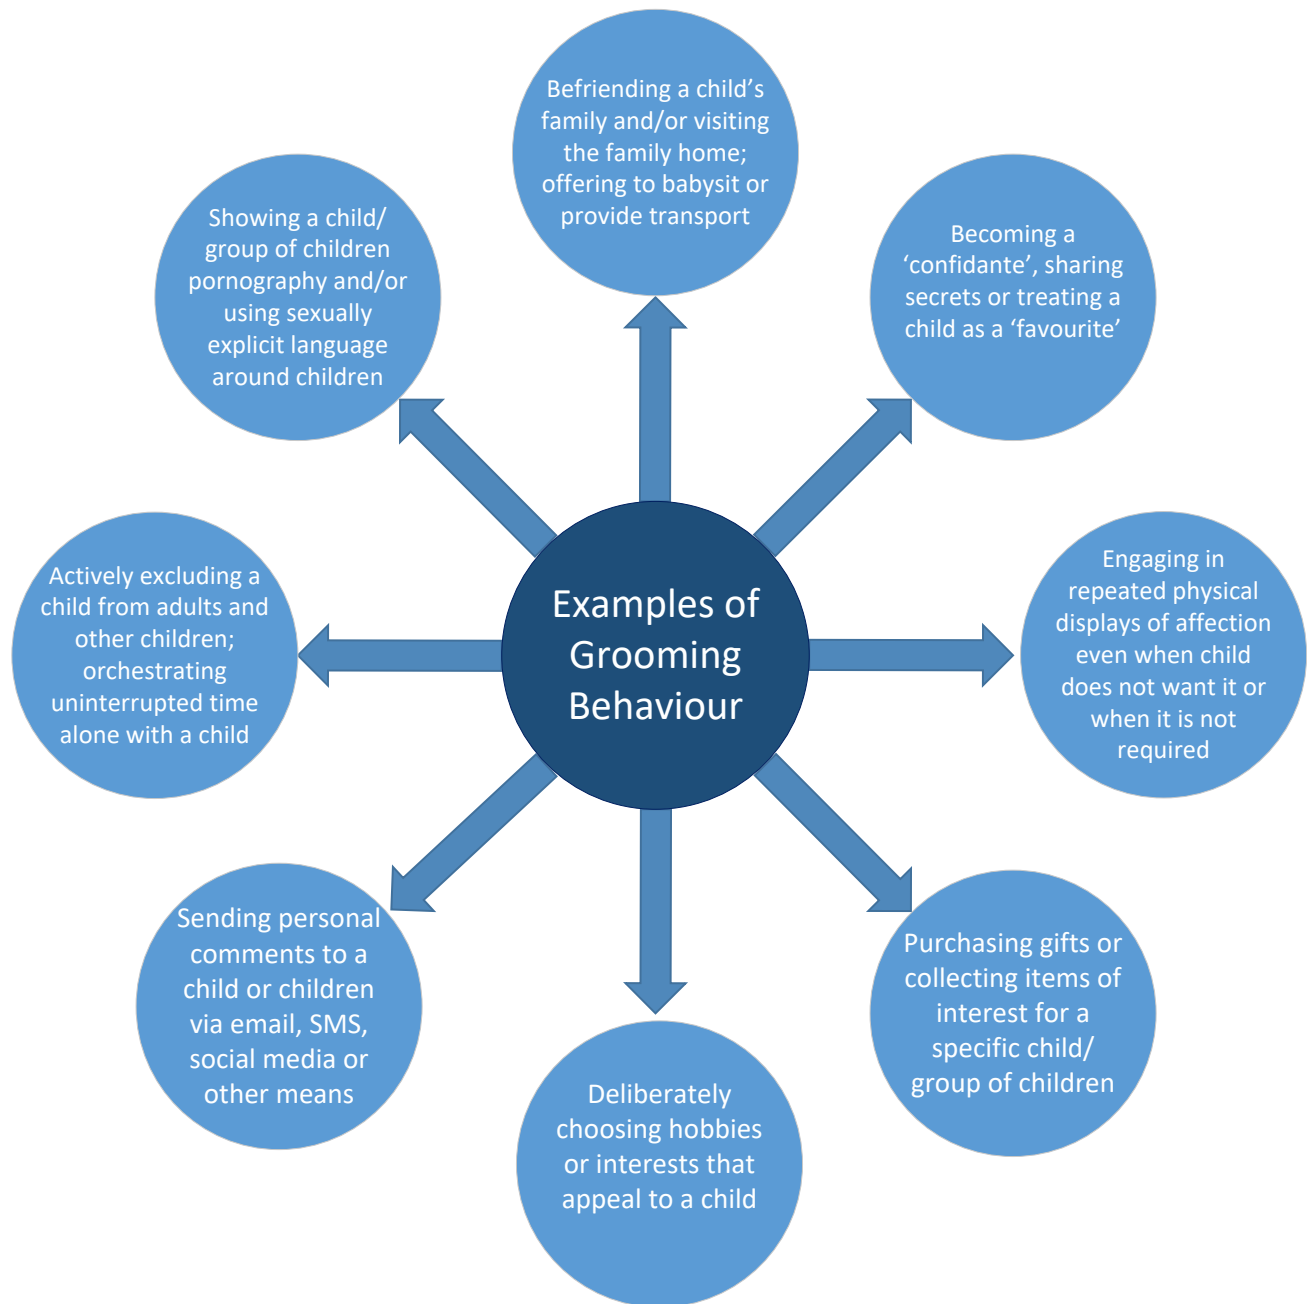 Befriending a child’s
family and/or visiting
the family home;
offering to babysit or
provide transport
Becoming a
‘confidante’, sharing
secrets or treating a
child as a ‘favourite’
Engaging in
repeated physical
displays of affection
even when child
does not want it or
when it is not
required
Purchasing gifts or
collecting items of
interest for a
specific child/
group of children
Deliberately
choosing hobbies
or interests that
appeal to a child
Sending personal
comments to a
child or children
via email, SMS,
social media or
other means
Actively excluding a
child from adults and
other children;
orchestrating
uninterrupted time
alone with a child
Showing a child/
group of children
pornography and/or
using sexually
explicit language
around children
Examples of
Grooming
Behaviour